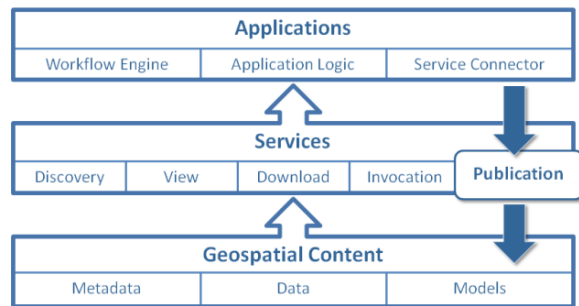 Applications
Workflow Engine Application Logic Service Connector
Services
Discovery View Download Invocation Publication
Geospatial Content
Metadata Data Models